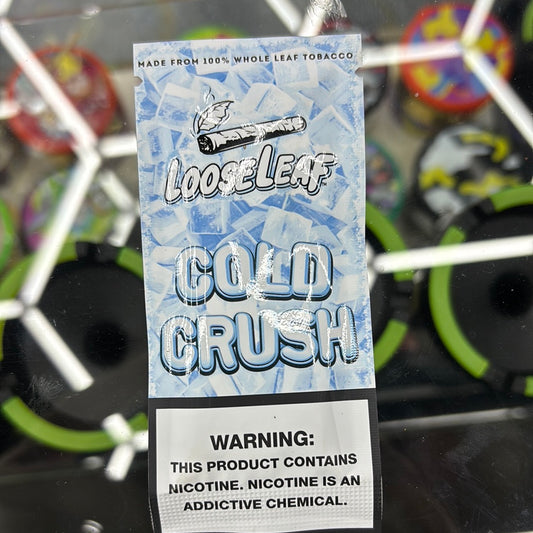 MADE FROM 100% WHOLE LEAF TOBACCO
LOOSELEAF
COLD
CRUSH
WARNING:
THIS PRODUCT CONTAINS
NICOTINE. NICOTINE IS AN
ADDICTIVE CHEMICAL.